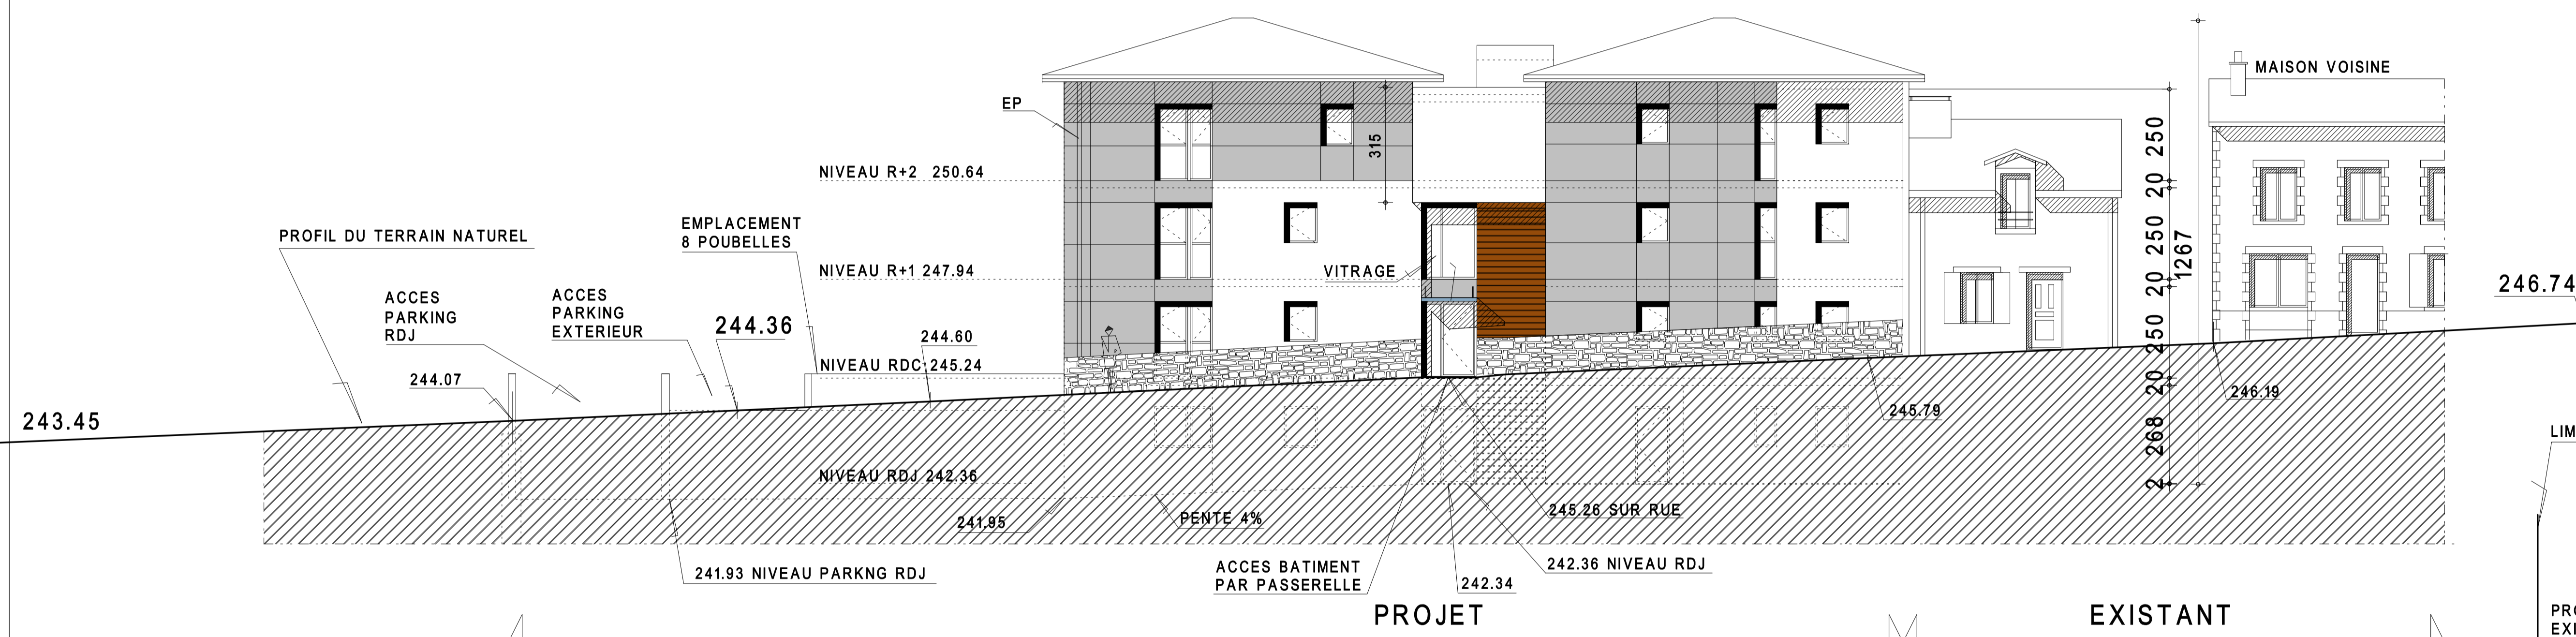 MAISON VOISINE
EP
315
NIVEAU R+2 250.64
EMPLACEMENT
8 POUBELLES
PROFIL DU TERRAIN NATUREL
NIVEAU R+1 247.94
VITRAGE
ACCES
PARKING
RDJ
ACCES
PARKING
EXTERIEUR
244.36
244.60
NIVEAU RDC 245.24
244.07
243.45
250
20
250
20
250
20
268
2
1267
246.74
246.19
245.79
LIM
NIVEAU RDJ 242.36
241.95
PENTE 4%
245.26 SUR RUE
241.93 NIVEAU PARKNG RDJ
ACCES BATIMENT
PAR PASSERELLE
242.34
242.36 NIVEAU RDJ
PROJET
EXISTANT
PRO
EXI